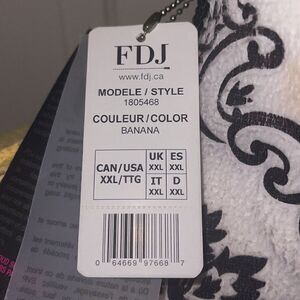 FDJ
www.fdj.ca
MODELE / STYLE
1805468
COULEUR / COLOR
BANANA
CAN/USA
XXL/TTG
UK ES
XXL XXL
IT D
XXL XXL
0 64669 97668 7